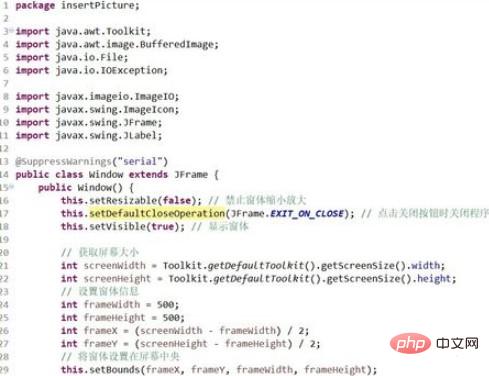 1 package insertPicture;
2
3 import java.awt.Toolkit;
4 import java.awt.image.BufferedImage;
5 import java.io.File;
6 import java.io.IOException;
7
8 import javax.imageio.ImageIO;
9 import javax.swing.ImageIcon;
10 import javax.swing.JFrame;
11 import javax.swing.JLabel;
12
13 @SuppressWarnings("serial")
14 public class Window extends JFrame {
15 public Window() {
16 this.setResizable(false); // 禁止窗体缩小放大
17 this.setDefaultCloseOperation(JFrame.EXIT_ON_CLOSE); // 点击关闭按钮时关闭程序
18 this.setVisible(true); // 显示窗体
19
20 // 获取屏幕大小
21 int screenWidth = Toolkit.getDefaultToolkit().getScreenSize().width;
22 int screenHeight = Toolkit.getDefaultToolkit().getScreenSize().height;
23 // 设置窗体信息
24 int frameWidth = 500;
25 int frameHeight = 500;
26 int frameX = (screenWidth - frameWidth) / 2;
27 int frameY = (screenHeight - frameHeight) / 2;
28 // 将窗体设置在屏幕中央
29 this.setBounds(frameX, frameY, frameWidth, frameHeight);
php 中文网